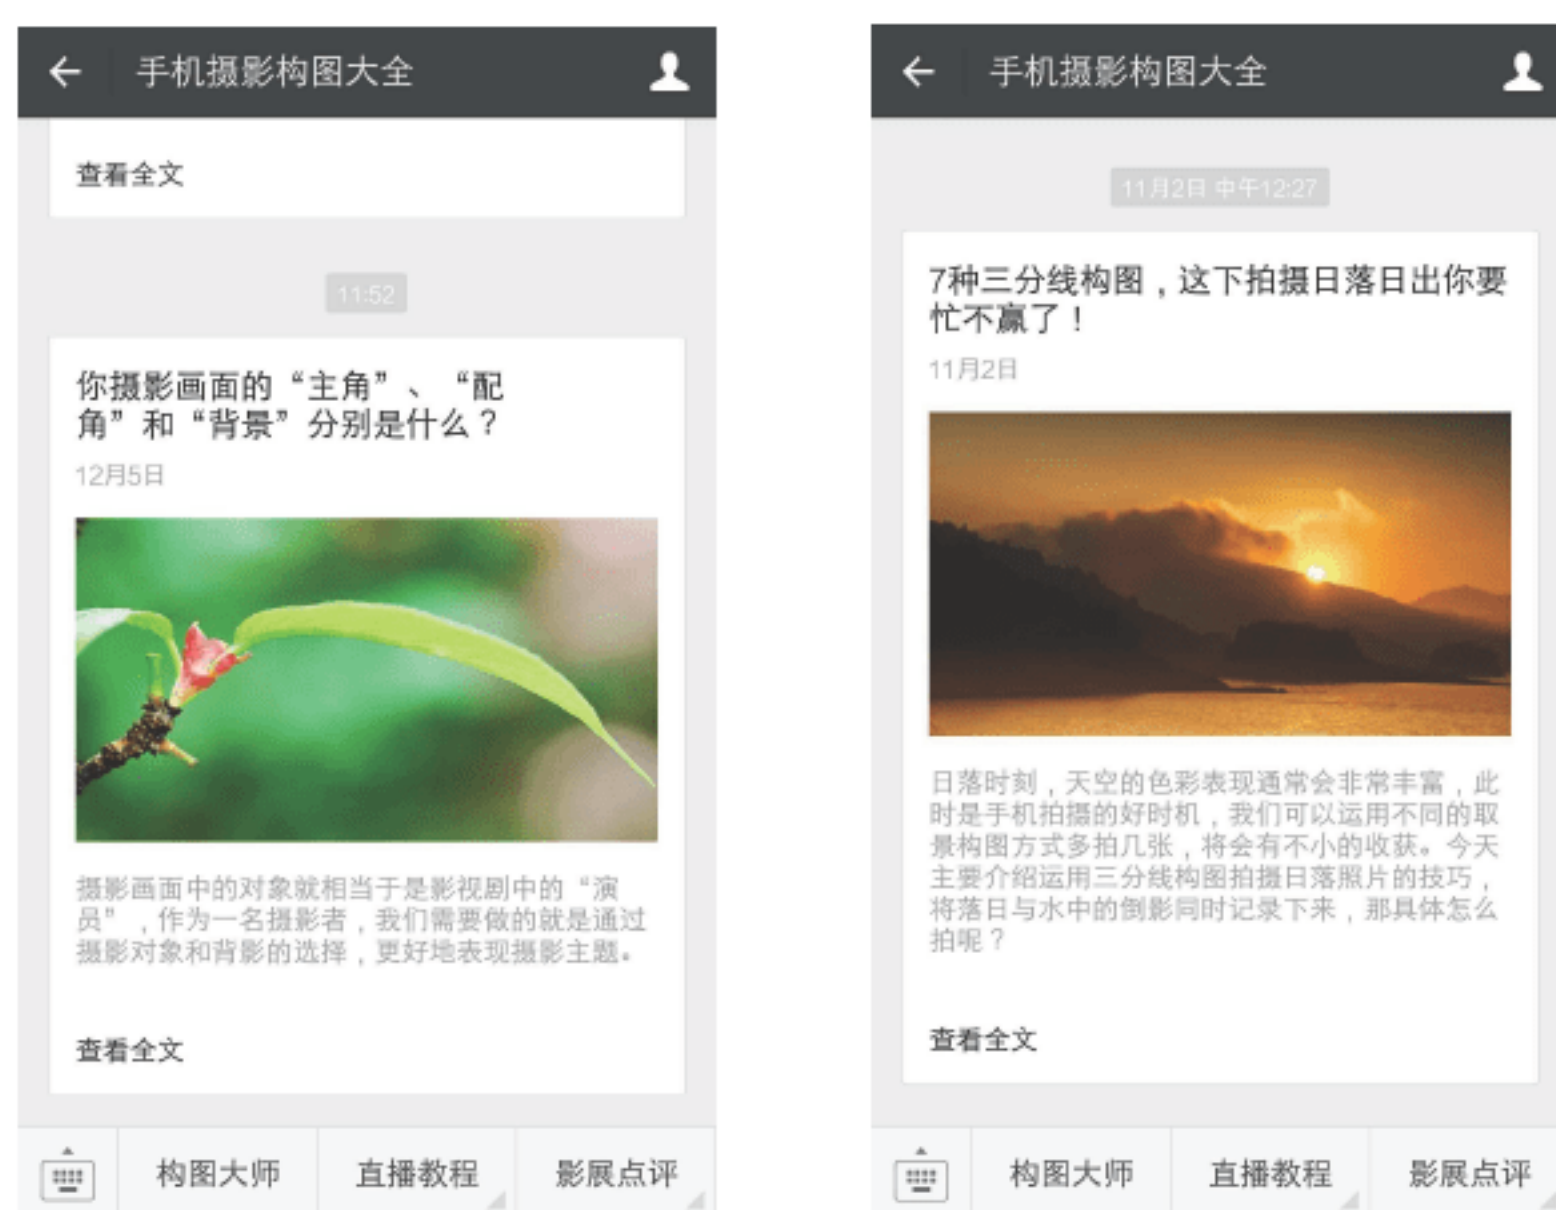 手机摄影构图大全
查看全文
11:52
你摄影画面的“主角”、“配
角”和“背景”分别是什么？
12月5日
摄影画面中的对象就相当于是影视剧中的“演
员”，作为一名摄影者，我们需要做的就是通过
摄影对象和背影的选择，更好地表现摄影主题。
查看全文
构图大师
直播教程
影展点评
手机摄影构图大全
11月2日 中午12:27
7种三分线构图，这下拍摄日落日出你要
忙不赢了！
11月2日
日落时刻，天空的色彩表现通常会非常丰富，此
时是手机拍摄的好时机，我们可以运用不同的取
景构图方式多拍几张，将会有不小的收获。今天
主要介绍运用三分线构图拍摄日落照片的技巧，
将落日与水中的倒影同时记录下来，那具体怎么
拍呢？
查看全文
构图大师
直播教程
影展点评